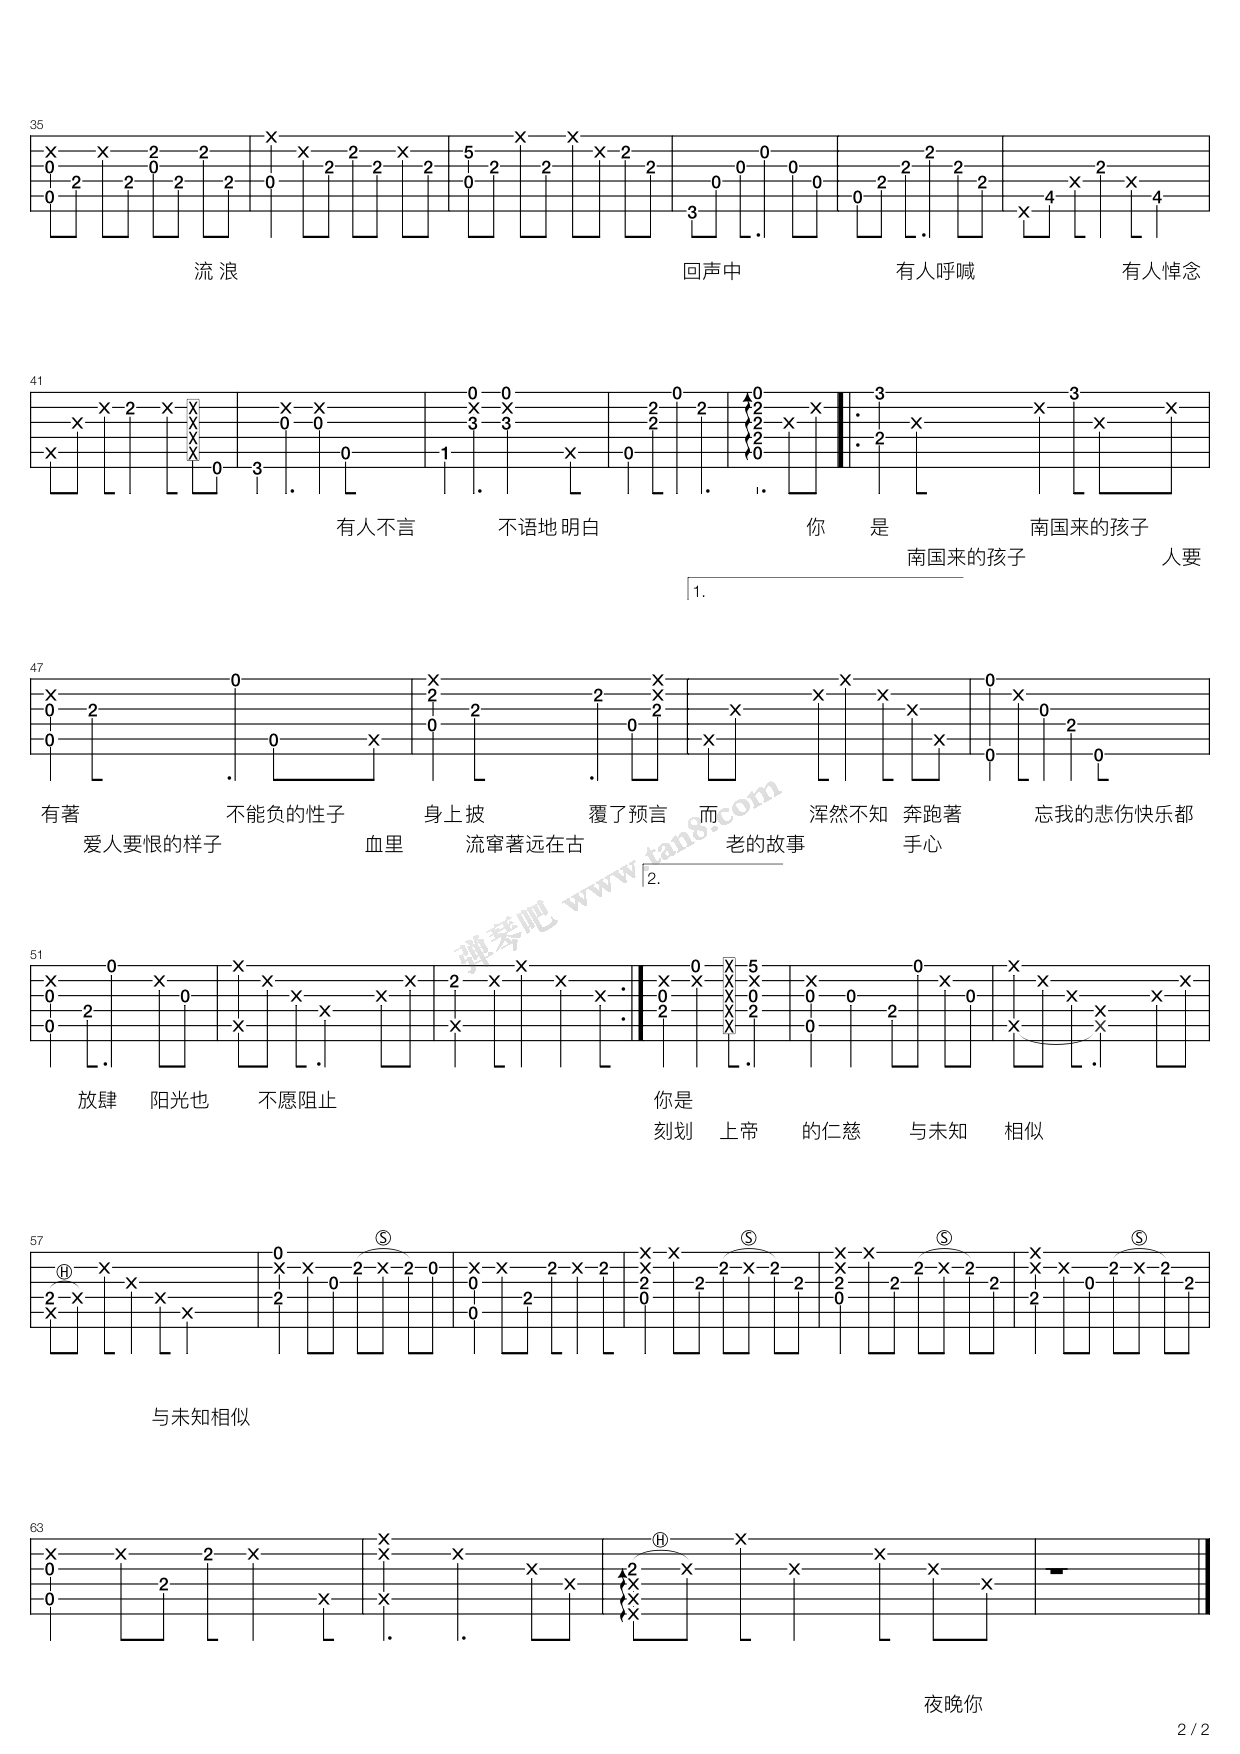 35
流 浪 回声中 有人呼喊 有人悼念
41
有人不言 不语地 明白 你 是 南国来的孩子
南国来的孩子 人要
1.
47
有著 不能负的性子 身上 披 覆了预言 而 浑然不知 奔跑著 忘我的悲伤快乐都
爱人要恨的样子 血里 流窜著远在古 老的故事 手心
2.
弹琴吧 www.tan8.com
51
放肆 阳光也 不愿阻止 你是
刻划 上帝 的仁慈 与未知 相似
57
与未知相似
63
夜晚你
2 / 2